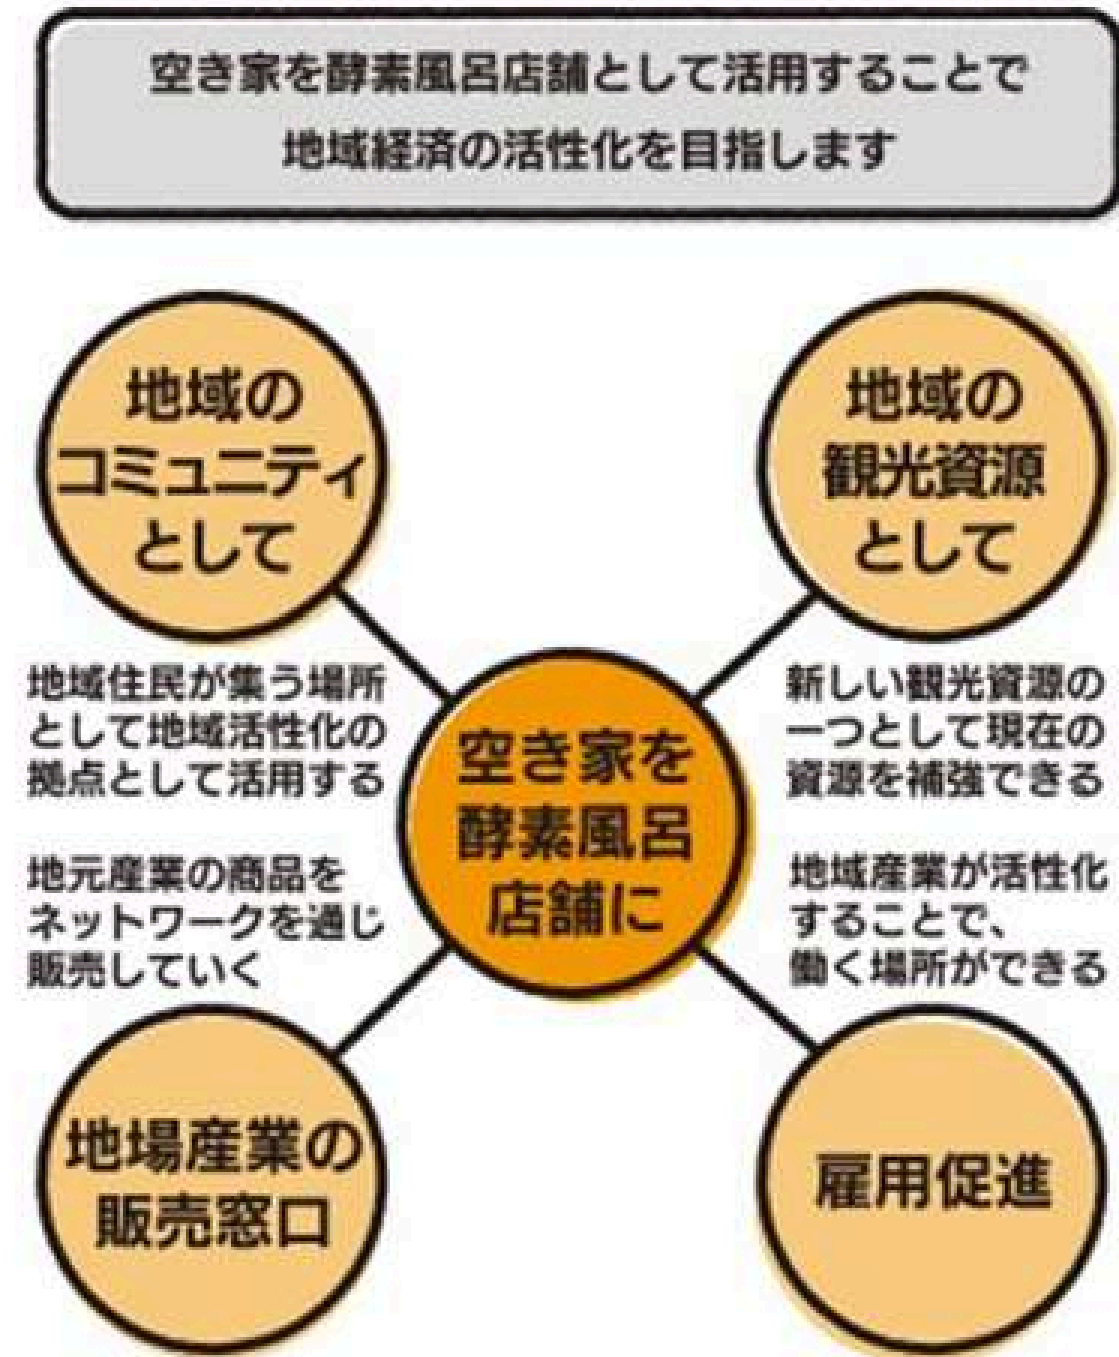 空き家を酵素風呂店舗として活用することで
地域経済の活性化を目指します
地域の
コミュニティ
として
地域の
観光資源
として
地域住民が集う場所
として地域活性化の
拠点として活用する
新しい観光資源の
一つとして現在の
資源を補強できる
空き家を
酵素風呂
店舗に
地元産業の商品を
ネットワークを通じ
販売していく
地域産業が活性化
することで、
働く場所ができる
地場産業の
販売窓口
雇用促進